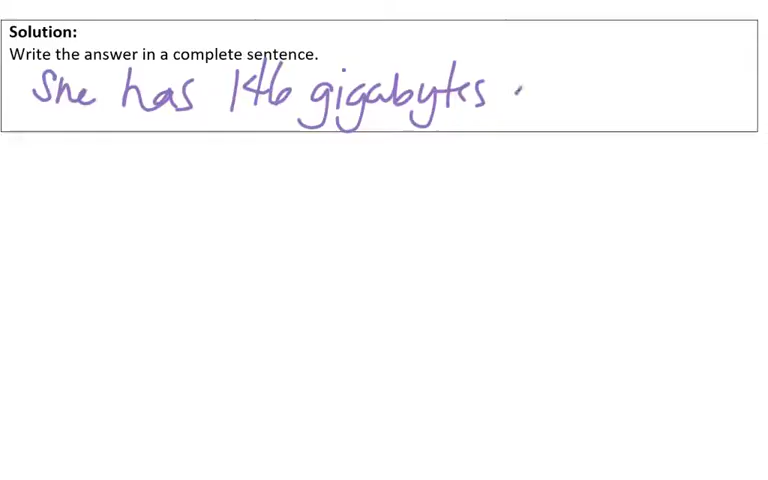 Solution:
Write the answer in a complete sentence.
She has 146 gigabytes